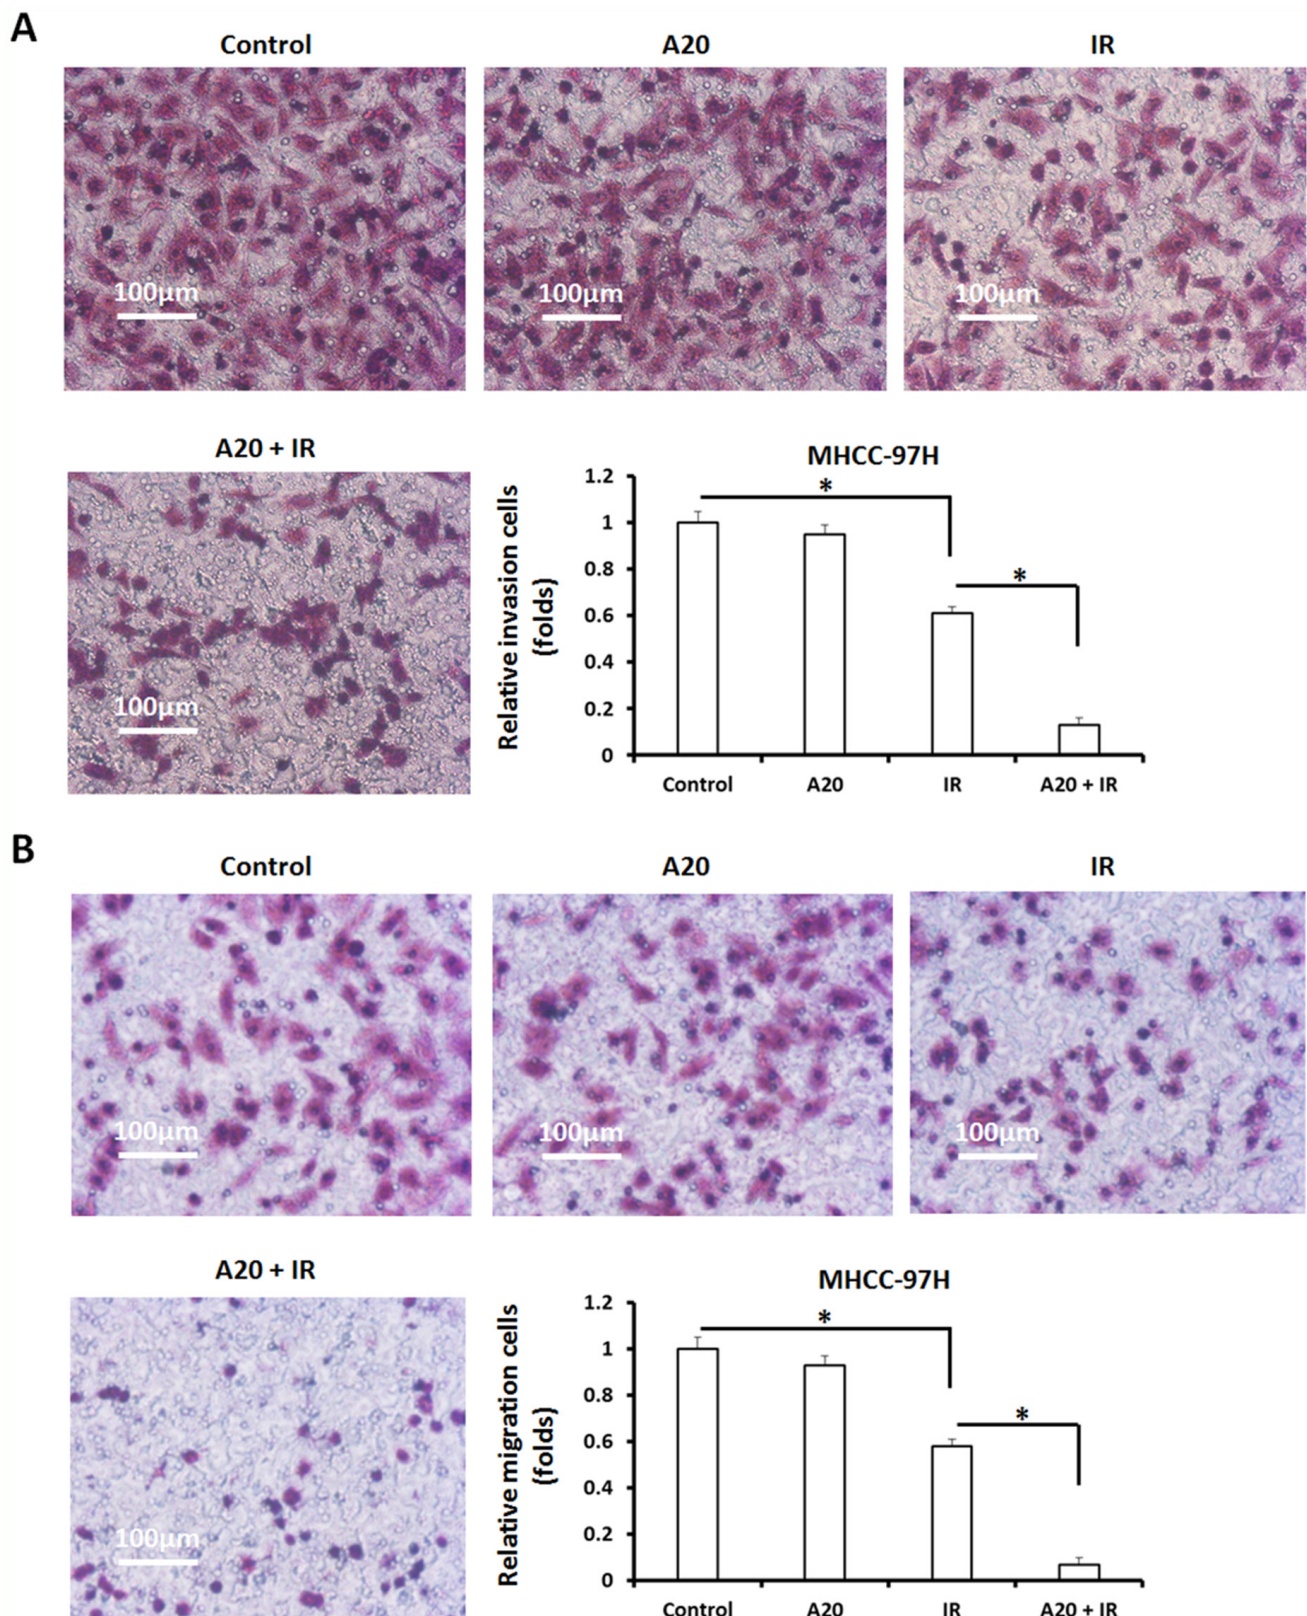 A
Control
A20
IR
100µm
100µm
100µm
A20 + IR
100µm
MHCC-97H
Relative invasion cells
(folds)
1.2
1
0.8
0.6
0.4
0.2
0
*
*
Control
A20
IR
A20 + IR
B
Control
A20
IR
100µm
100µm
100µm
A20 + IR
100µm
MHCC-97H
Relative migration cells
(folds)
1.2
1
0.8
0.6
0.4
0.2
0
*
*
Control
A20
IR
A20 + IR